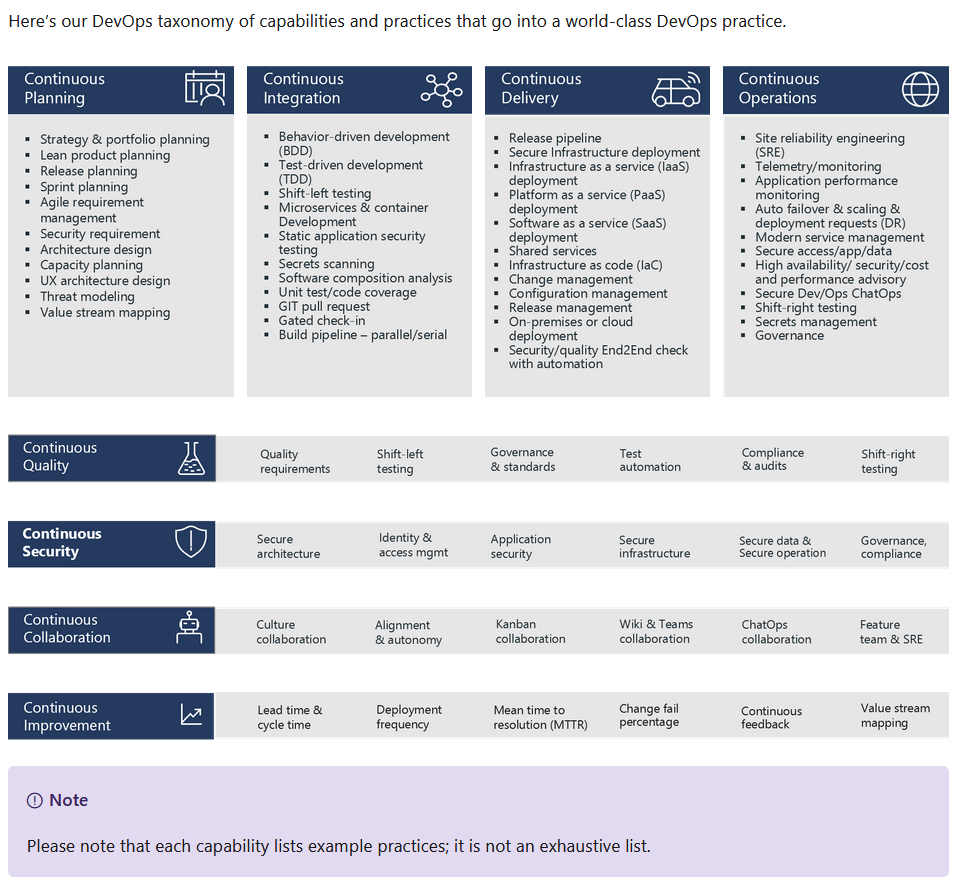 Here's our DevOps taxonomy of capabilities and practices that go into a world-class DevOps practice.
Continuous
Planning
▪ Strategy & portfolio planning
▪ Lean product planning
▪ Release planning
▪ Sprint planning
▪ Agile requirement
management
▪ Security requirement
▪ Architecture design
▪ Capacity planning
▪ UX architecture design
▪ Threat modeling
▪ Value stream mapping
Continuous
Integration
▪ Behavior-driven development
(BDD)
▪ Test-driven development
(TDD)
▪ Shift-left testing
▪ Microservices & container
Development
▪ Static application security
testing
▪ Secrets scanning
▪ Software composition analysis
▪ Unit test/code coverage
▪ GIT pull request
▪ Gated check-in
▪ Build pipeline – parallel/serial
Continuous
Delivery
▪ Release pipeline
▪ Secure Infrastructure deployment
▪ Infrastructure as a service (IaaS)
deployment
▪ Platform as a service (PaaS)
deployment
▪ Software as a service (SaaS)
deployment
▪ Shared services
▪ Infrastructure as code (IaC)
▪ Change management
▪ Configuration management
▪ Release management
▪ On-premises or cloud
deployment
▪ Security/quality End2End check
with automation
Continuous
Operations
▪ Site reliability engineering
(SRE)
▪ Telemetry/monitoring
▪ Application performance
monitoring
▪ Auto failover & scaling &
deployment requests (DR)
▪ Modern service management
▪ Secure access/app/data
▪ High availability/ security/cost
and performance advisory
▪ Secure Dev/Ops ChatOps
▪ Shift-right testing
▪ Secrets management
▪ Governance
Continuous
Quality
Quality
requirements
Shift-left
testing
Governance
& standards
Test
automation
Compliance
& audits
Shift-right
testing
Continuous
Security
Secure
architecture
Identity &
access mgmt
Application
security
Secure
infrastructure
Secure data &
Secure operation
Governance,
compliance
Continuous
Collaboration
Culture
collaboration
Alignment
& autonomy
Kanban
collaboration
Wiki & Teams
collaboration
ChatOps
collaboration
Feature
team & SRE
Continuous
Improvement
Lead time &
cycle time
Deployment
frequency
Mean time to
resolution (MTTR)
Change fail
percentage
Continuous
feedback
Value stream
mapping
Note
Please note that each capability lists example practices; it is not an exhaustive list.